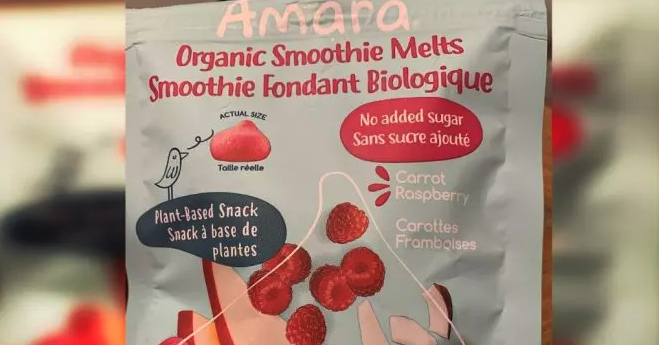 Amara
Organic Smoothie Melts
Smoothie Fondant Biologique
ACTUAL SIZE
Taille réelle
No added sugar
Sans sucre ajouté
Carrot
Raspberry
Carottes
Framboises
Plant-Based Snack
Snack à base de
plantes